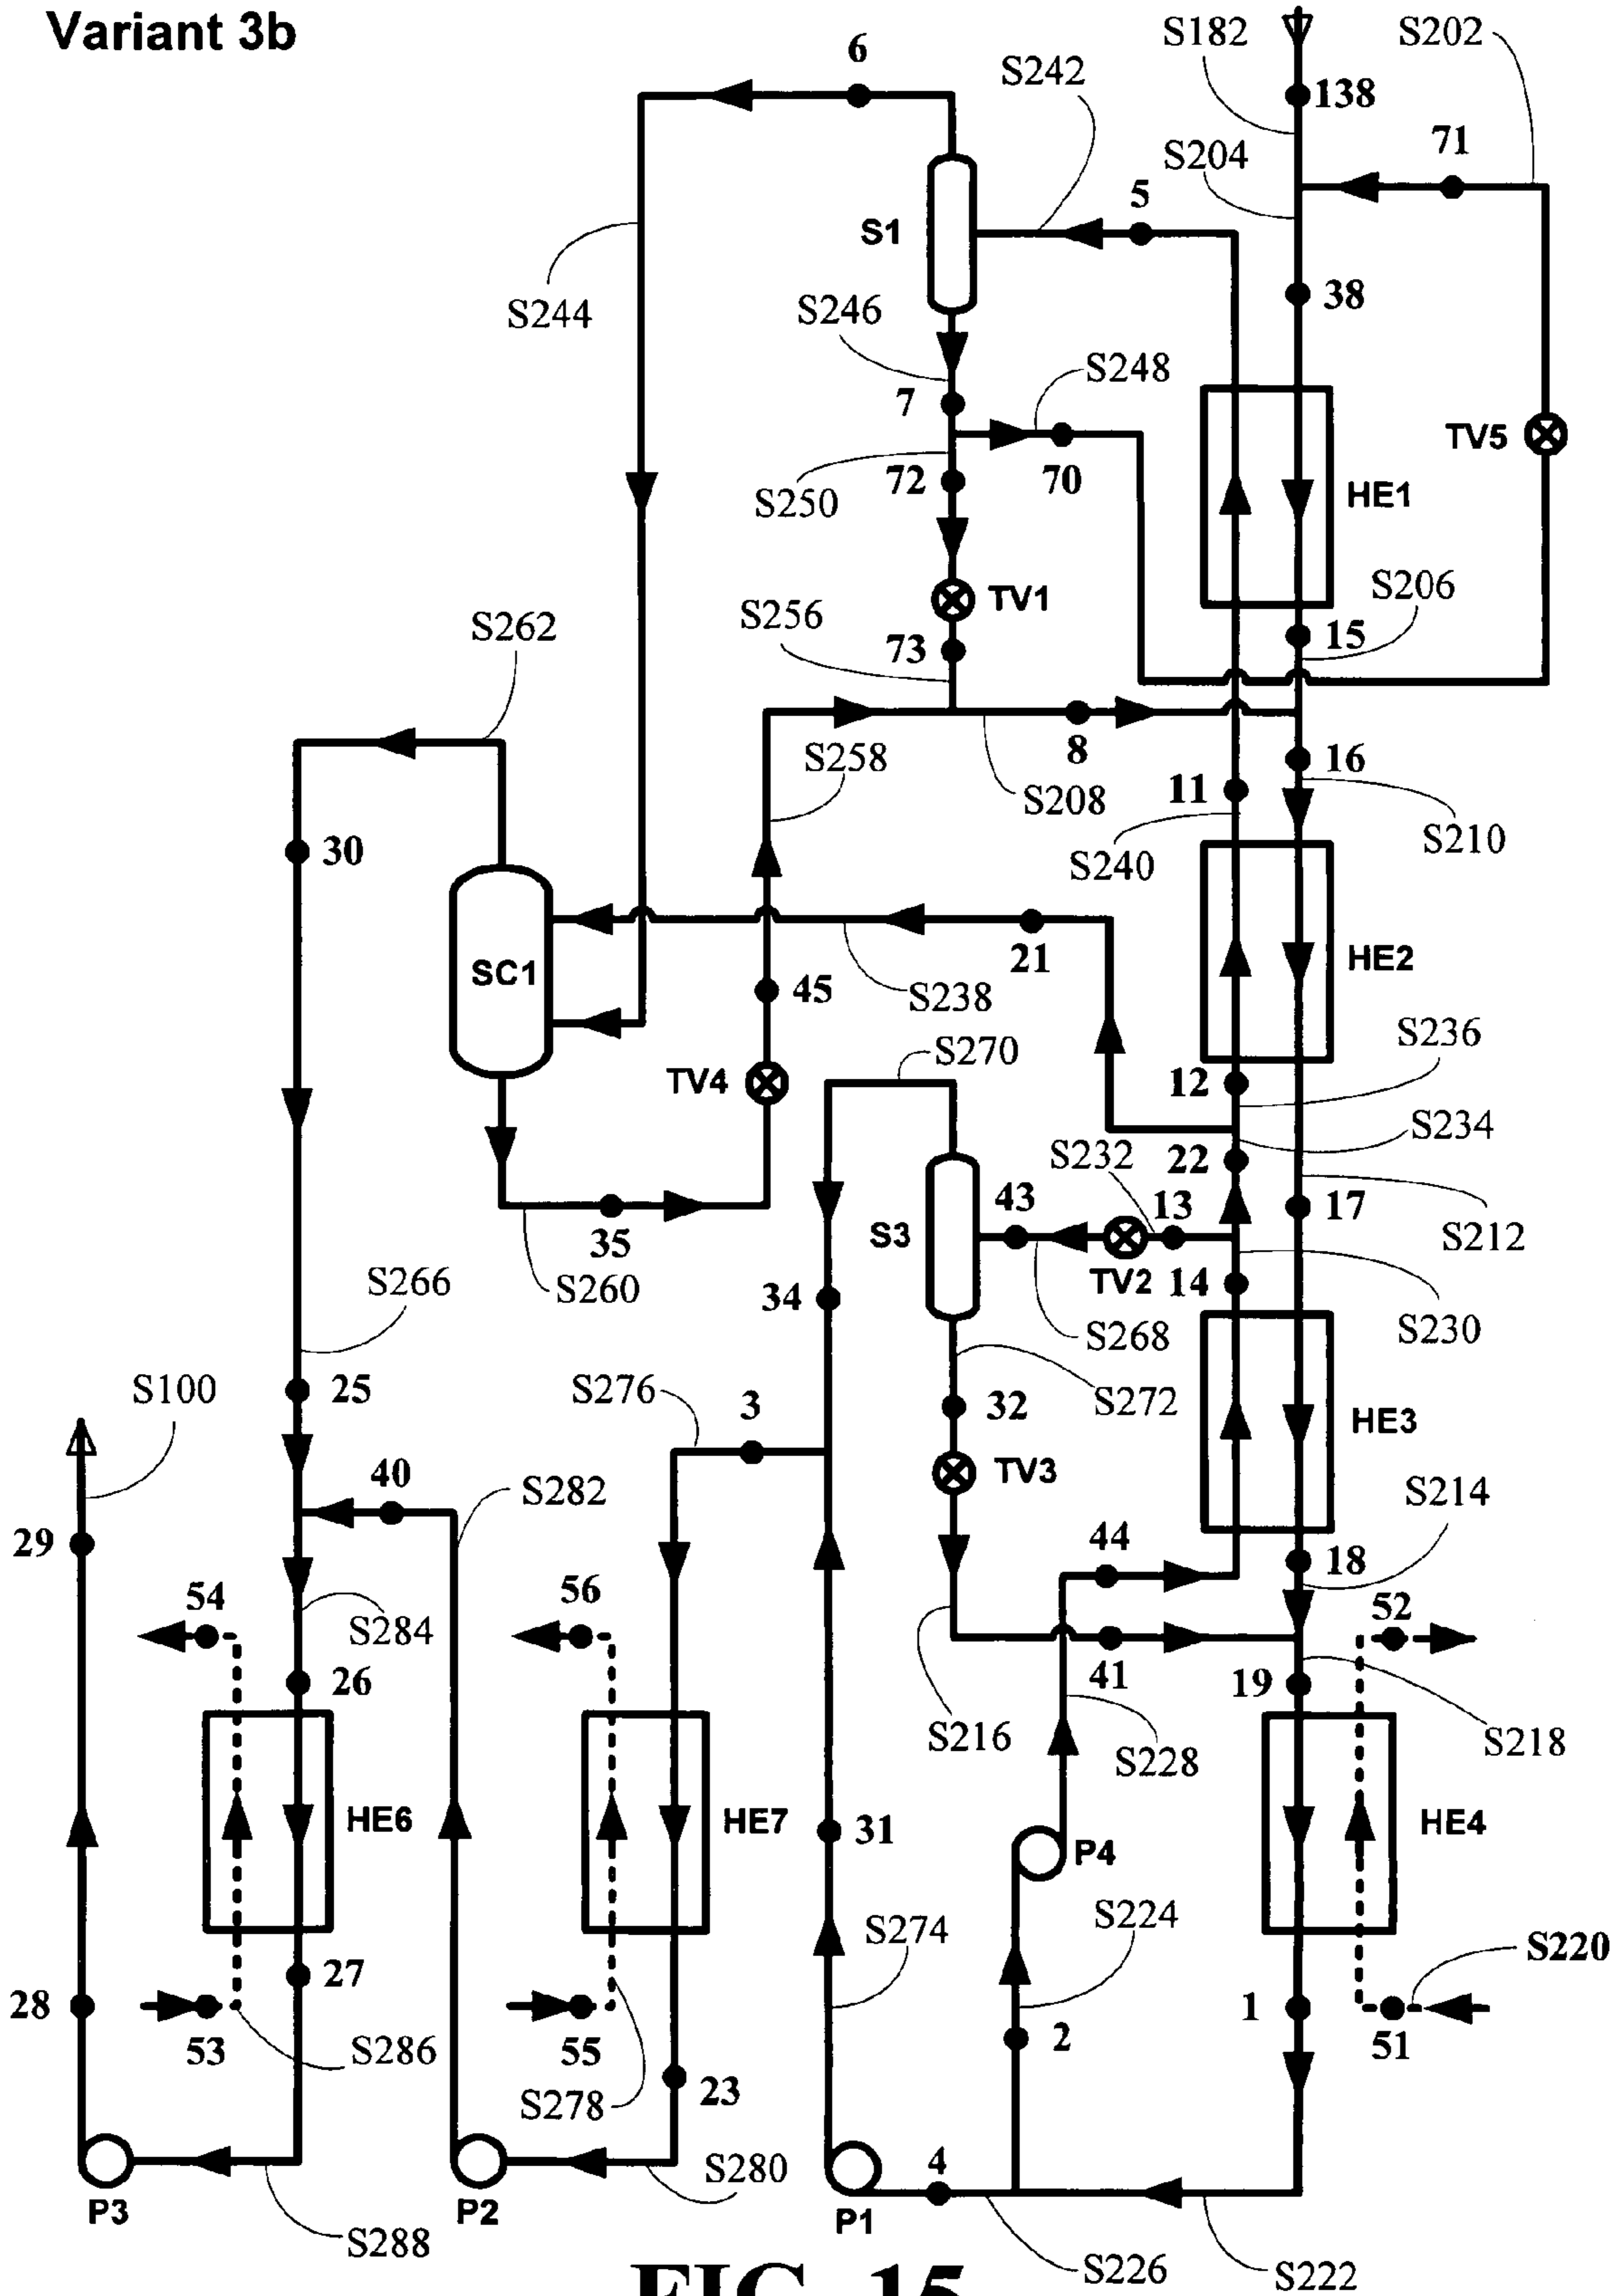 Variant 3b
6
S242
S182
S202
138
71
S204
5
S1
38
S244
S246
S248
7
TV5
72
70
S250
HE1
S206
TV1
S256
S262
73
15
S258
8
16
S208
11
S210
S240
30
HE2
21
SC1
45
S238
S236
S270
TV4
12
S234
S232
22
43
13
17
S3
35
S212
TV2
14
S266
S260
34
S268
S230
S100
25
S276
3
32
S272
HE3
TV3
40
S282
S214
29
44
18
54
56
52
S284
26
41
19
S216
S218
S228
HE6
HE7
31
P4
HE4
S274
S224
S220
27
28
1
2
53
55
51
S286
23
S278
4
S280
P3
P2
P1
S288
S226
S222
FIG. 15